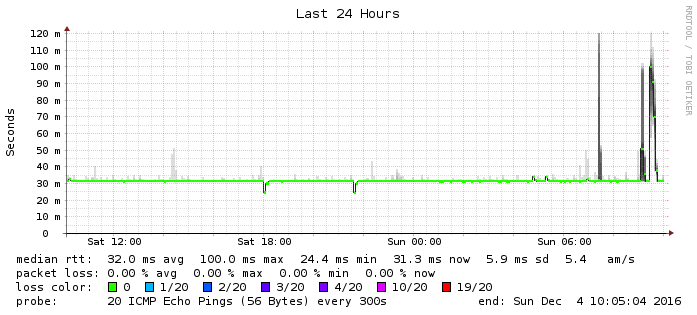 Last 24 Hours
RRDTOOL / TOBI OETIKER
Seconds
120 m
110 m
100 m
90 m
80 m
70 m
60 m
50 m
40 m
30 m
20 m
10 m
0
Sat 12:00 Sat 18:00 Sun 00:00 Sun 06:00
median rtt: 32.0 ms avg 100.0 ms max 24.4 ms min 31.3 ms now 5.9 ms sd 5.4 am/s
packet loss: 0.00 % avg 0.00 % max 0.00 % min 0.00 % now
loss color: 0 1/20 2/20 3/20 4/20 10/20 19/20
probe: 20 ICMP Echo Pings (56 Bytes) every 300s end: Sun Dec 4 10:05:04 2016